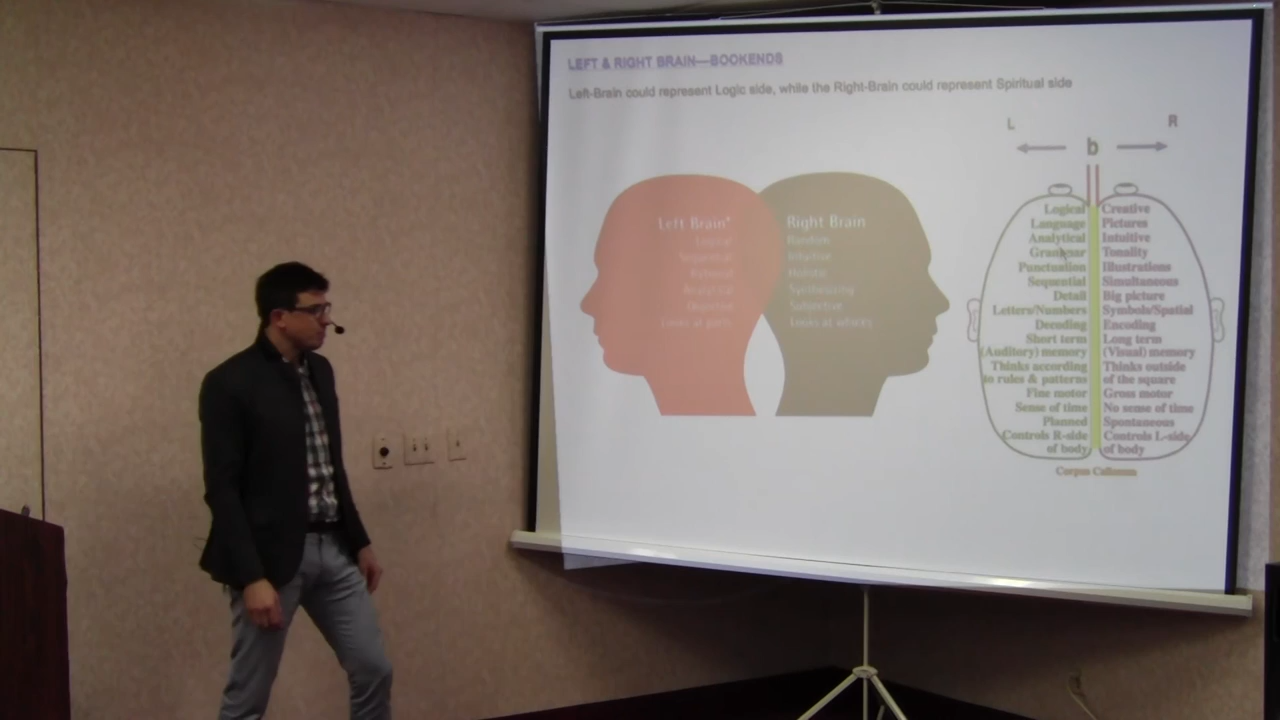 LEFT & RIGHT BRAIN—BOOKENDS
Left-Brain could represent Logic side, while the Right-Brain could represent Spiritual side
Left Brain*
Logical
Sequential
Rational
Analytical
Objective
Looks at parts
Right Brain
Random
Intuitive
Holistic
Synthesizing
Subjective
Looks at wholes
L
R
b
Logical
Language
Analytical
Grammar
Punctuation
Sequential
Detail
Letters/Numbers
Decoding
Short term
(Auditory) memory
Thinks according
to rules & patterns
Fine motor
Sense of time
Planned
Controls R-side
of body
Creative
Pictures
Intuitive
Tonality
Illustrations
Simultaneous
Big picture
Symbols/Spatial
Encoding
Long term
(Visual) memory
Thinks outside
of the square
Gross motor
No sense of time
Spontaneous
Controls L-side
of body
Corpus Callosum